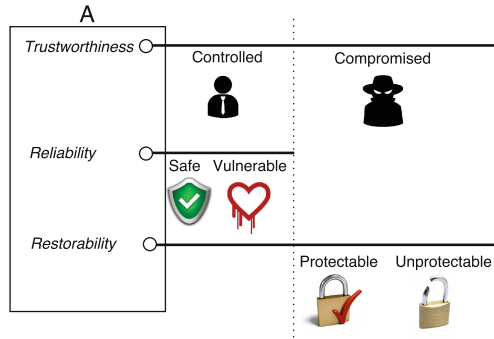 A
Trustworthiness
Controlled
Compromised
Reliability
Safe
Vulnerable
Restorability
Protectable
Unprotectable